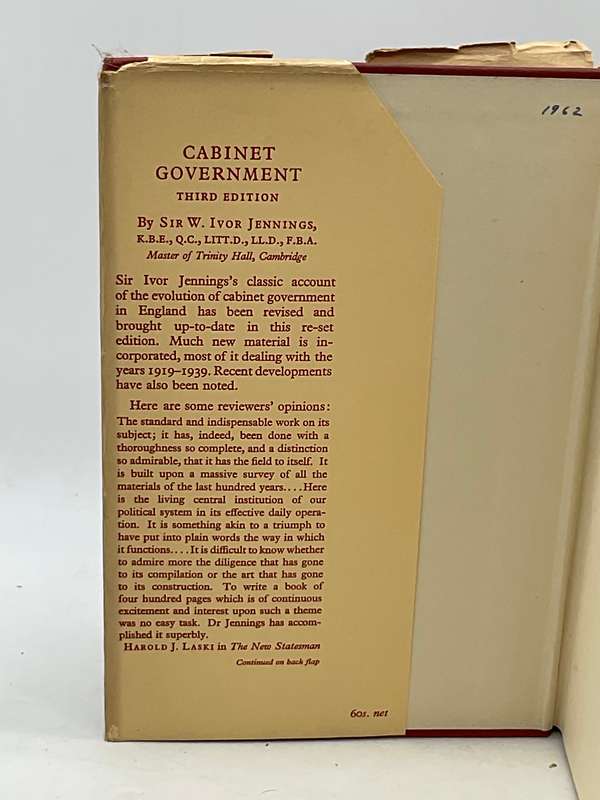 1962
CABINET
GOVERNMENT
THIRD EDITION
By SIR W. IVOR JENNINGS,
K.B.E., Q.C., LITT.D., LL.D., F.B.A.
Master of Trinity Hall, Cambridge
Sir Ivor Jennings's classic account
of the evolution of cabinet government
in England has been revised and
brought up-to-date in this re-set
edition. Much new material is in-
corporated, most of it dealing with the
years 1919–1939. Recent developments
have also been noted.
Here are some reviewers' opinions:
The standard and indispensable work on its
subject; it has, indeed, been done with a
thoroughness so complete, and a distinction
so admirable, that it has the field to itself. It
is built upon a massive survey of all the
materials of the last hundred years....Here
is the living central institution of our
political system in its effective daily opera-
tion. It is something akin to a triumph to
have put into plain words the way in which
it functions....It is difficult to know whether
to admire more the diligence that has gone
to its compilation or the art that has gone
to its construction. To write a book of
four hundred pages which is of continuous
excitement and interest upon such a theme
was no easy task. Dr Jennings has accom-
plished it superbly.
HAROLD J. LASKI in The New Statesman
Continued on back flap
60s. net